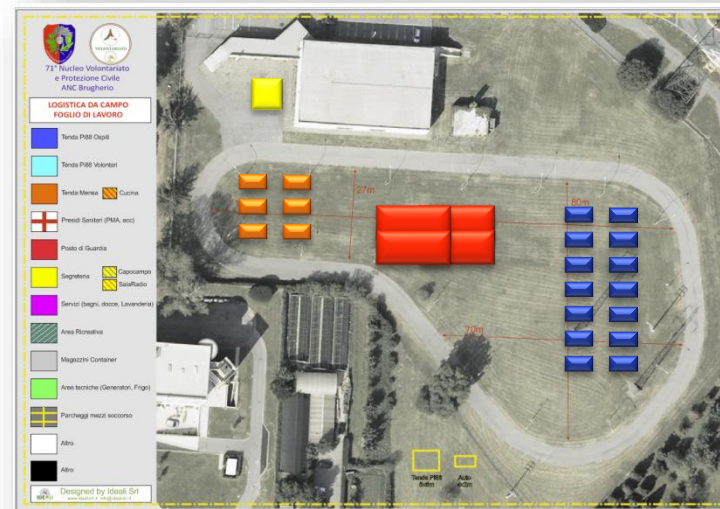 71° Nucleo Volontariato
e Protezione Civile
ANC Brugherio
LOGISTICA DA CAMPO
FOGLIO DI LAVORO
Tenda PI88 Ospiti
Tenda PI88 Volontari
Tenda Mensa
Cucina
Presidi Sanitari (PMA, ecc)
Posto di Guardia
Segreteria
Capocampo
SalaRadio
Servizi (bagni, docce, Lavanderia)
Area Ricreativa
Magazzini Container
Aree tecniche (Generatori, Frigo)
Parcheggi mezzi soccorso
Altro
Altro
Designed by Ideali Srl
27m
80m
70m
Tenda PI88
Auto